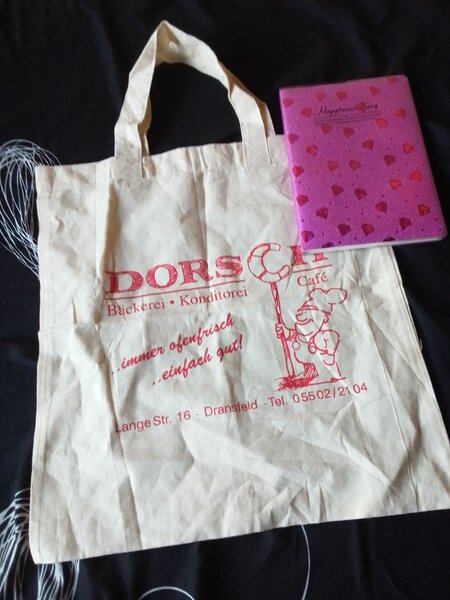 Happiness Diary
DORSCH
Bäckerei • Konditorei Café
..immer ofenfrisch
..einfach gut!
Lange Str. 16 - Dransfeld - Tel. 05502/2104